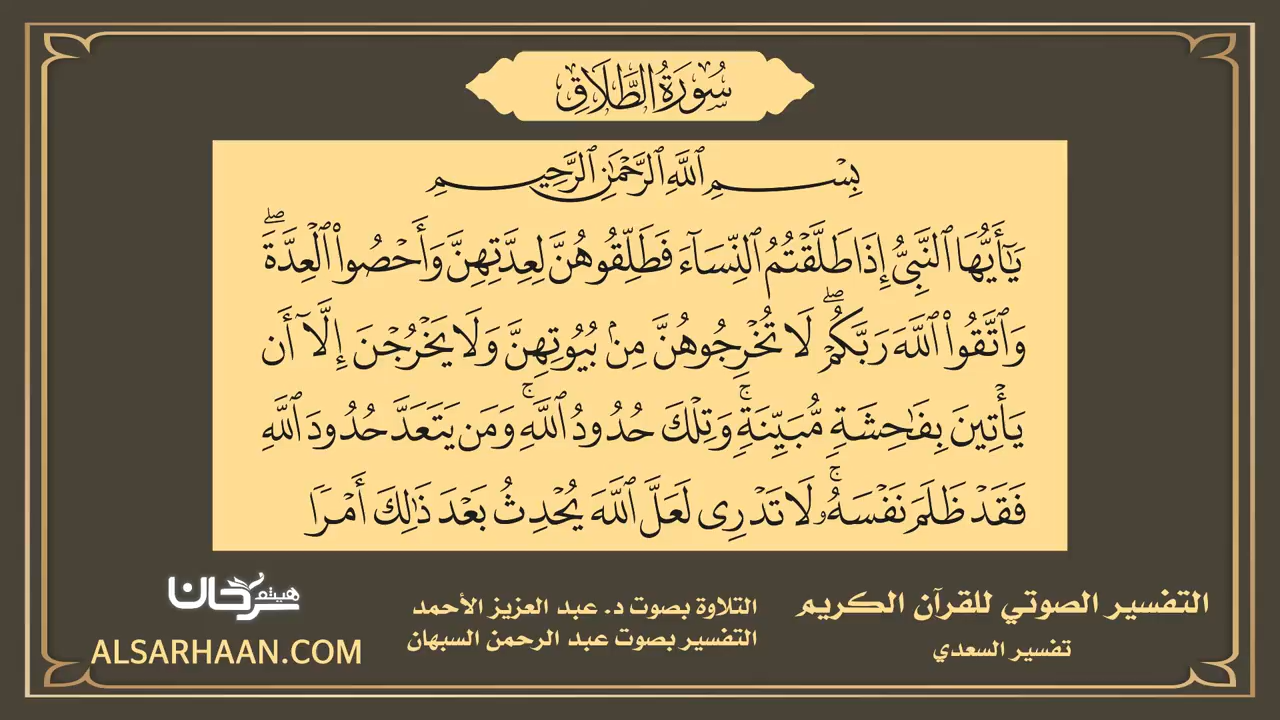 سُورَةُ الطَّلَاقِ
بِسْمِ ٱللَّهِ ٱلرَّحْمَٰنِ ٱلرَّحِيمِ
يَٰٓأَيُّهَا ٱلنَّبِيُّ إِذَا طَلَّقْتُمُ ٱلنِّسَآءَ فَطَلِّقُوهُنَّ لِعِدَّتِهِنَّ وَأَحْصُوا۟ ٱلْعِدَّةَ ۖ
وَٱتَّقُوا۟ ٱللَّهَ رَبَّكُمْ ۖ لَا تُخْرِجُوهُنَّ مِنۢ بُيُوتِهِنَّ وَلَا يَخْرُجْنَ إِلَّآ أَن
يَأْتِينَ بِفَٰحِشَةٍ مُّبَيِّنَةٍ ۚ وَتِلْكَ حُدُودُ ٱللَّهِ ۚ وَمَن يَتَعَدَّ حُدُودَ ٱللَّهِ
فَقَدْ ظَلَمَ نَفْسَهُۥ ۚ لَا تَدْرِى لَعَلَّ ٱللَّهَ يُحْدِثُ بَعْدَ ذَٰلِكَ أَمْرًا
التفسير الصوتي للقرآن الكريم
تفسير السعدي
التلاوة بصوت د. عبد العزيز الأحمد
التفسير بصوت عبد الرحمن السبهان
هيثم سرحان
ALSARHAAN.COM